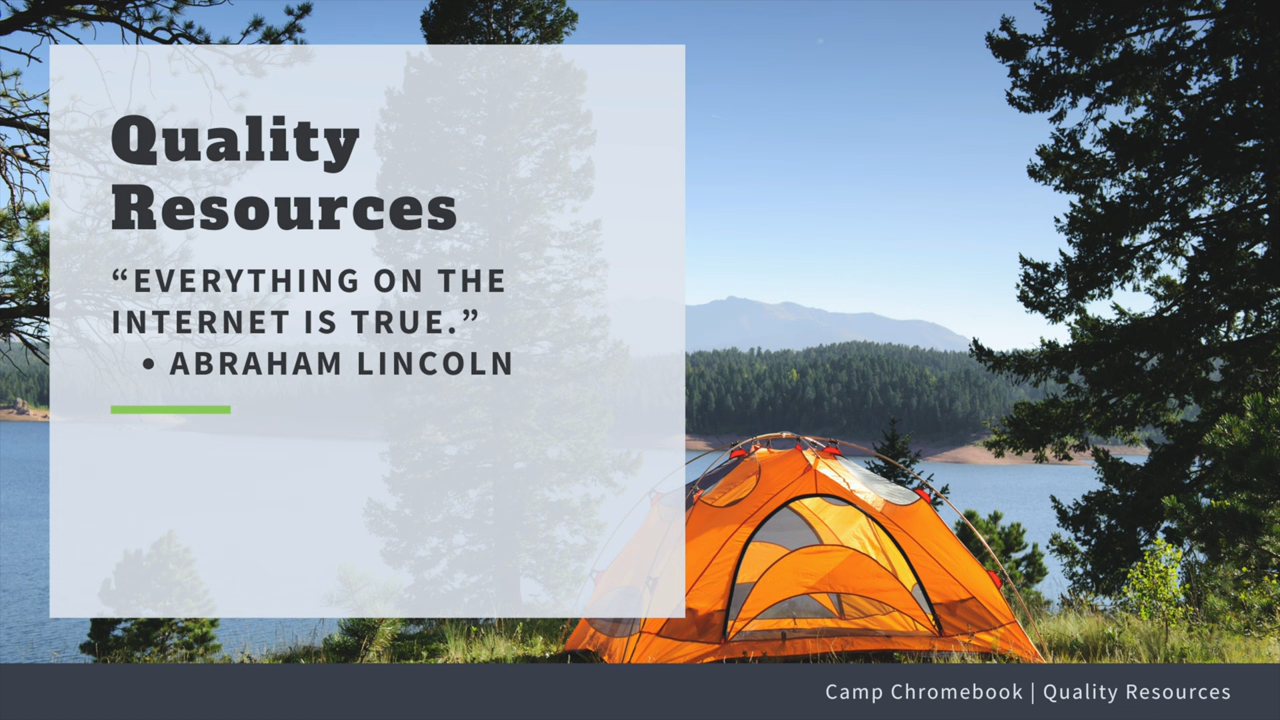 Quality
Resources
“EVERYTHING ON THE
INTERNET IS TRUE.”
• ABRAHAM LINCOLN
Camp Chromebook | Quality Resources